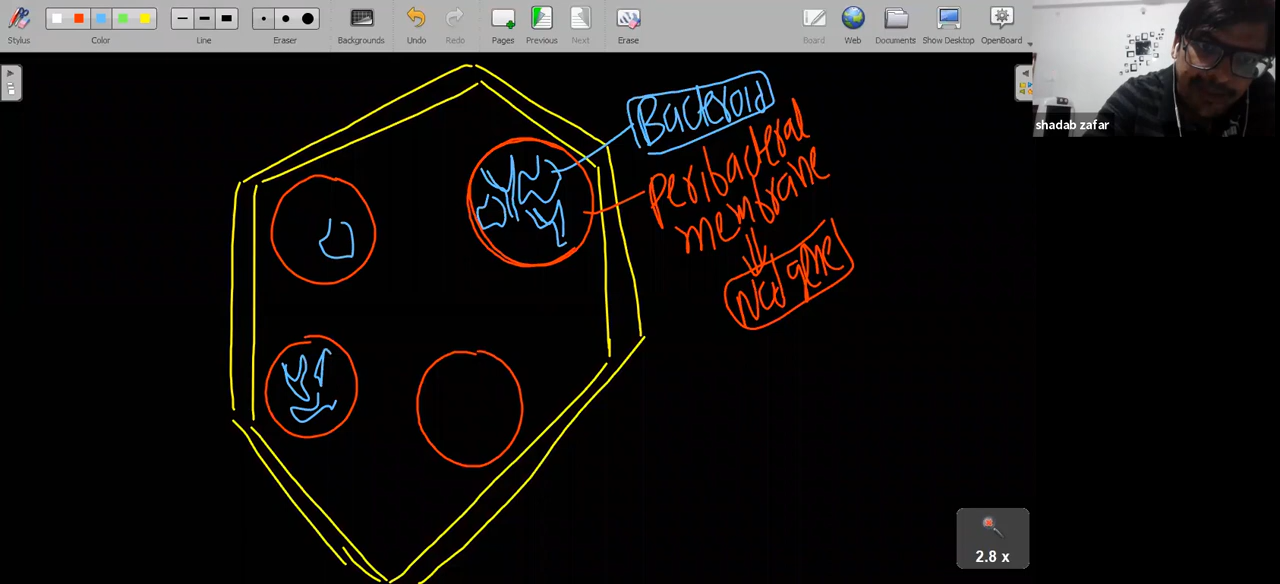 Stylus
Color
Line
Eraser
Backgrounds
Undo
Redo
Pages
Previous
Next
Erase
Board
Web
Documents
Show Desktop
OpenBoard
shadab zafar
Bacteroid
Peribacteral
membrane
Nod gene
2.8 x